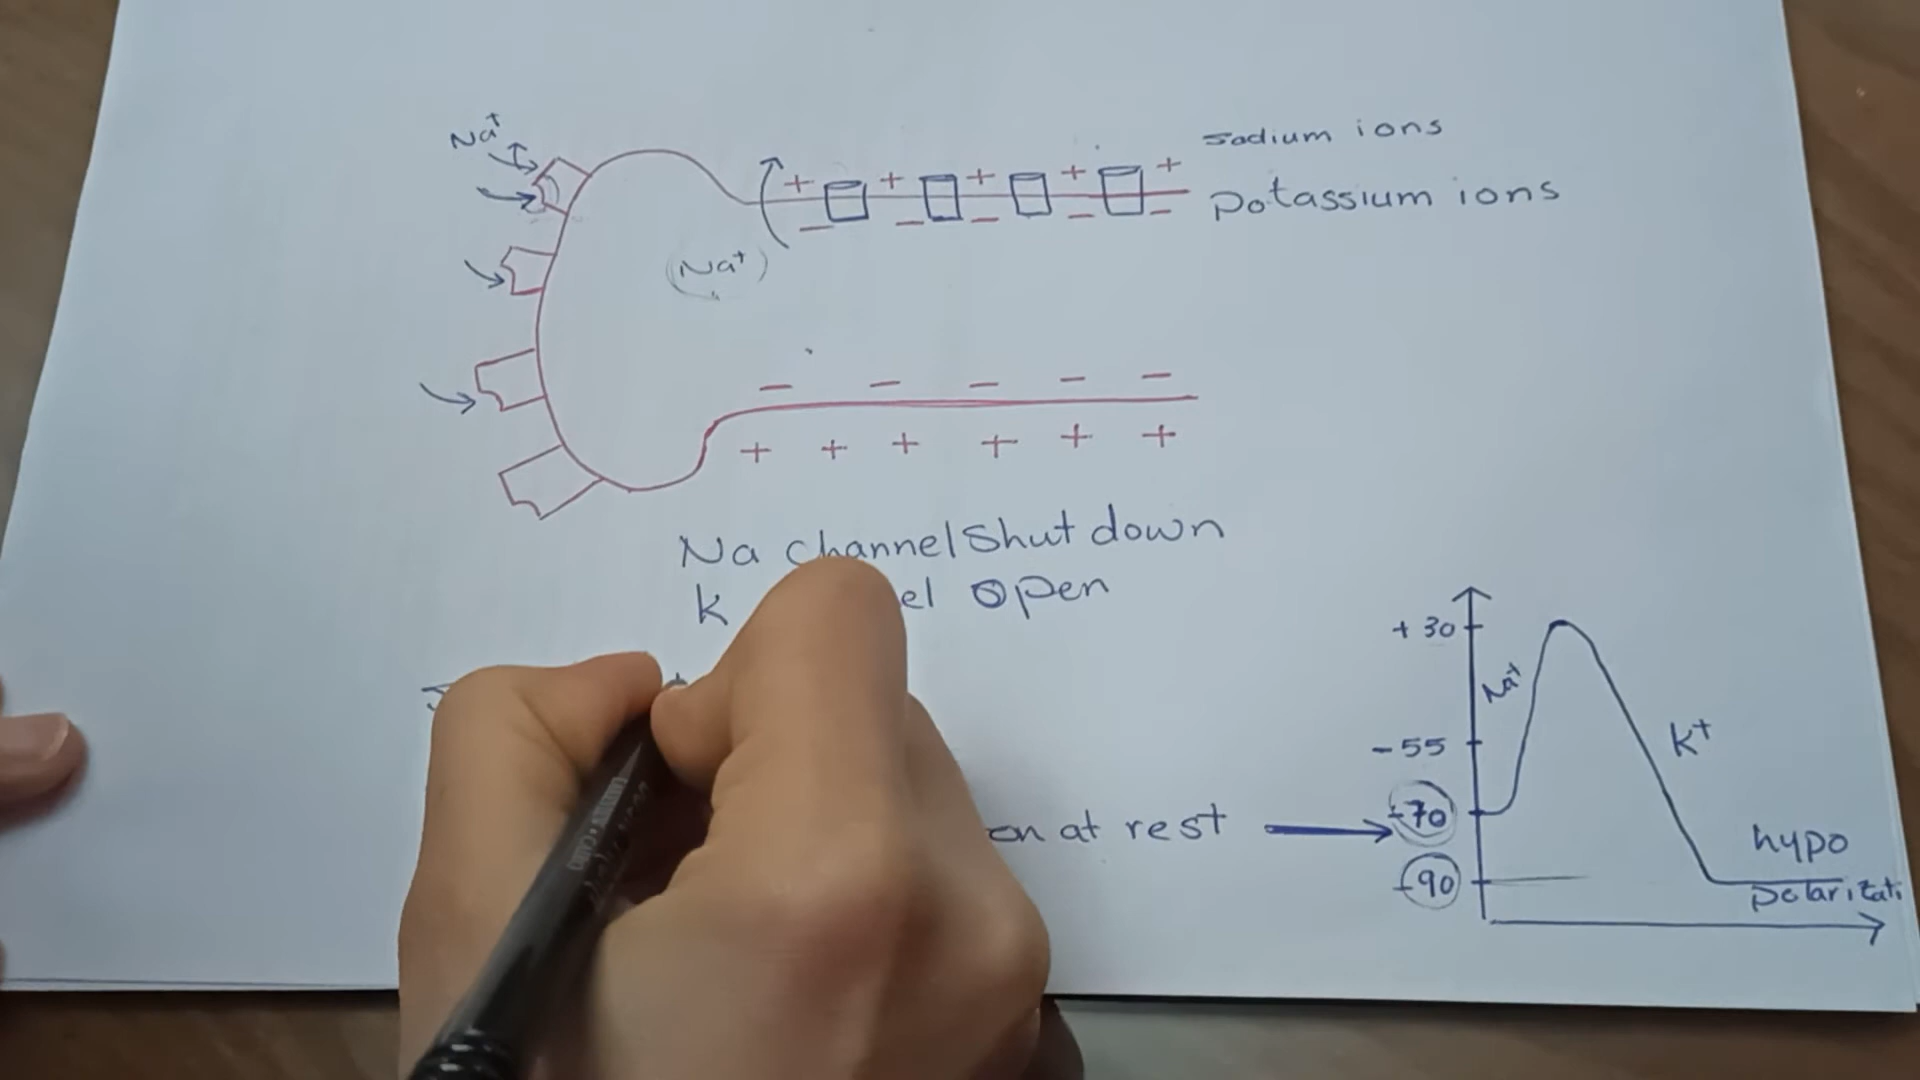 Na+
sodium ions
potassium ions
(Na+)
Na channel shut down
k el open
+ 30
Na+
- 55
k+
at rest
-70
hypo
-90
polarizati